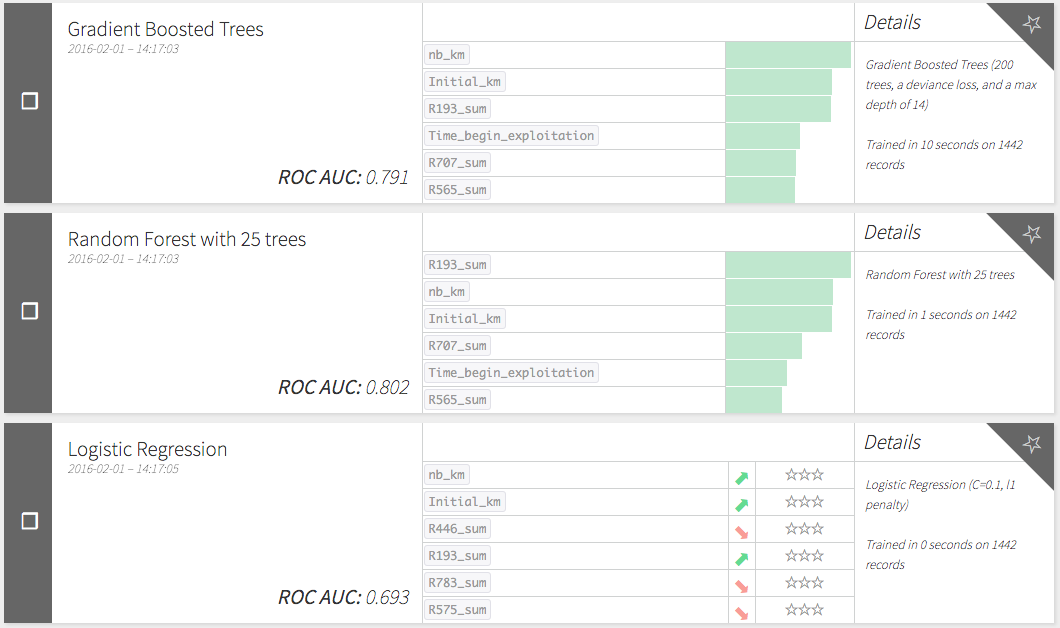 Gradient Boosted Trees
2016-02-01 – 14:17:03
ROC AUC: 0.791
nb_km
Initial_km
R193_sum
Time_begin_exploitation
R707_sum
R565_sum
Details
Gradient Boosted Trees (200
trees, a deviance loss, and a max
depth of 14)
Trained in 10 seconds on 1442
records
Random Forest with 25 trees
2016-02-01 – 14:17:03
ROC AUC: 0.802
R193_sum
nb_km
Initial_km
R707_sum
Time_begin_exploitation
R565_sum
Details
Random Forest with 25 trees
Trained in 1 seconds on 1442
records
Logistic Regression
2016-02-01 – 14:17:05
ROC AUC: 0.693
nb_km
Initial_km
R446_sum
R193_sum
R783_sum
R575_sum
Details
Logistic Regression (C=0.1, l1
penalty)
Trained in 0 seconds on 1442
records